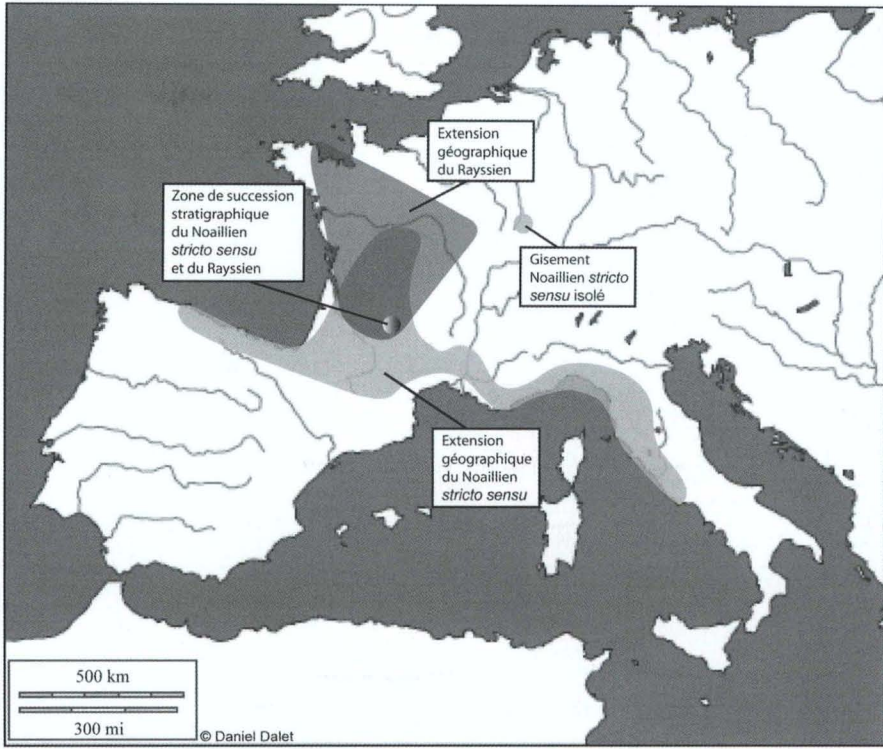 Extension
géographique
du Rayssien
Zone de succession
stratigraphique
du Noaillien
stricto sensu
et du Rayssien
Gisement
Noaillien stricto
sensu isolé
Extension
géographique
du Noaillien
stricto sensu
500 km
300 mi
© Daniel Dalet